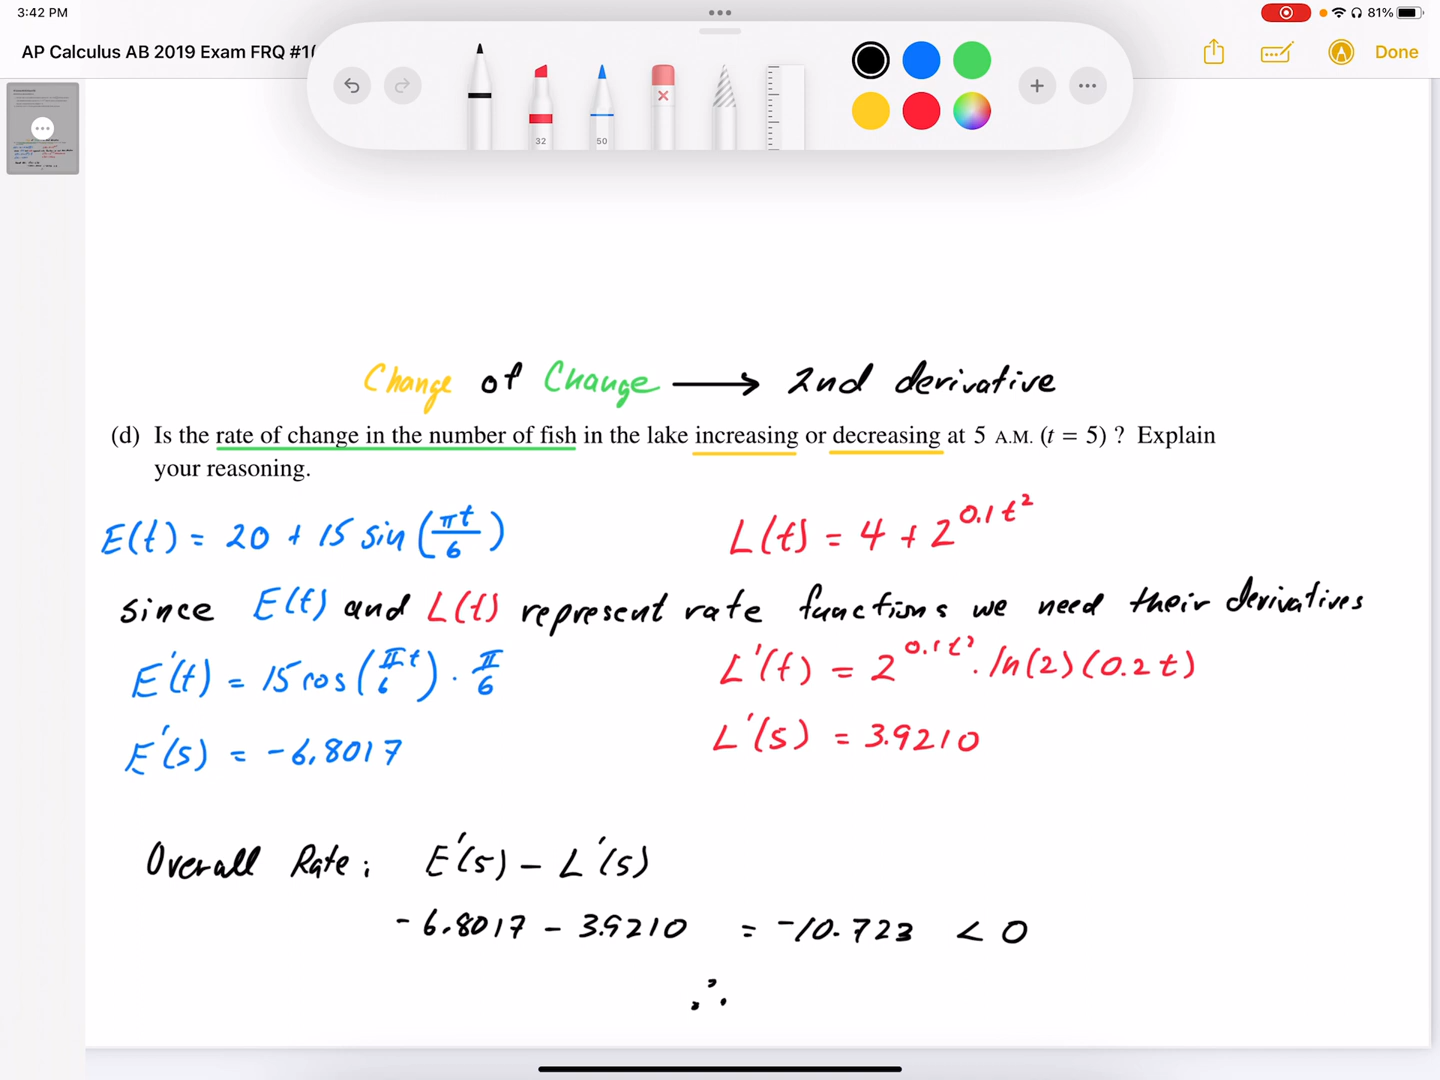 3:42 PM
81%
AP Calculus AB 2019 Exam FRQ #1(
Done
32
50
Change of Change ⟶ 2nd derivative
(d) Is the rate of change in the number of fish in the lake increasing or decreasing at 5 A.M. (t = 5) ? Explain
your reasoning.
E(t) = 20 + 15 sin (πt/6)
L(t) = 4 + 2^0.1t²
since E(t) and L(t) represent rate functions we need their derivatives
E'(t) = 15 cos (π/6 t) · π/6
L'(t) = 2^0.1t² · ln(2)(0.2t)
E'(5) = -6.8017
L'(5) = 3.9210
Overall Rate: E'(5) – L'(5)
-6.8017 – 3.9210 = -10.723 < 0
∴